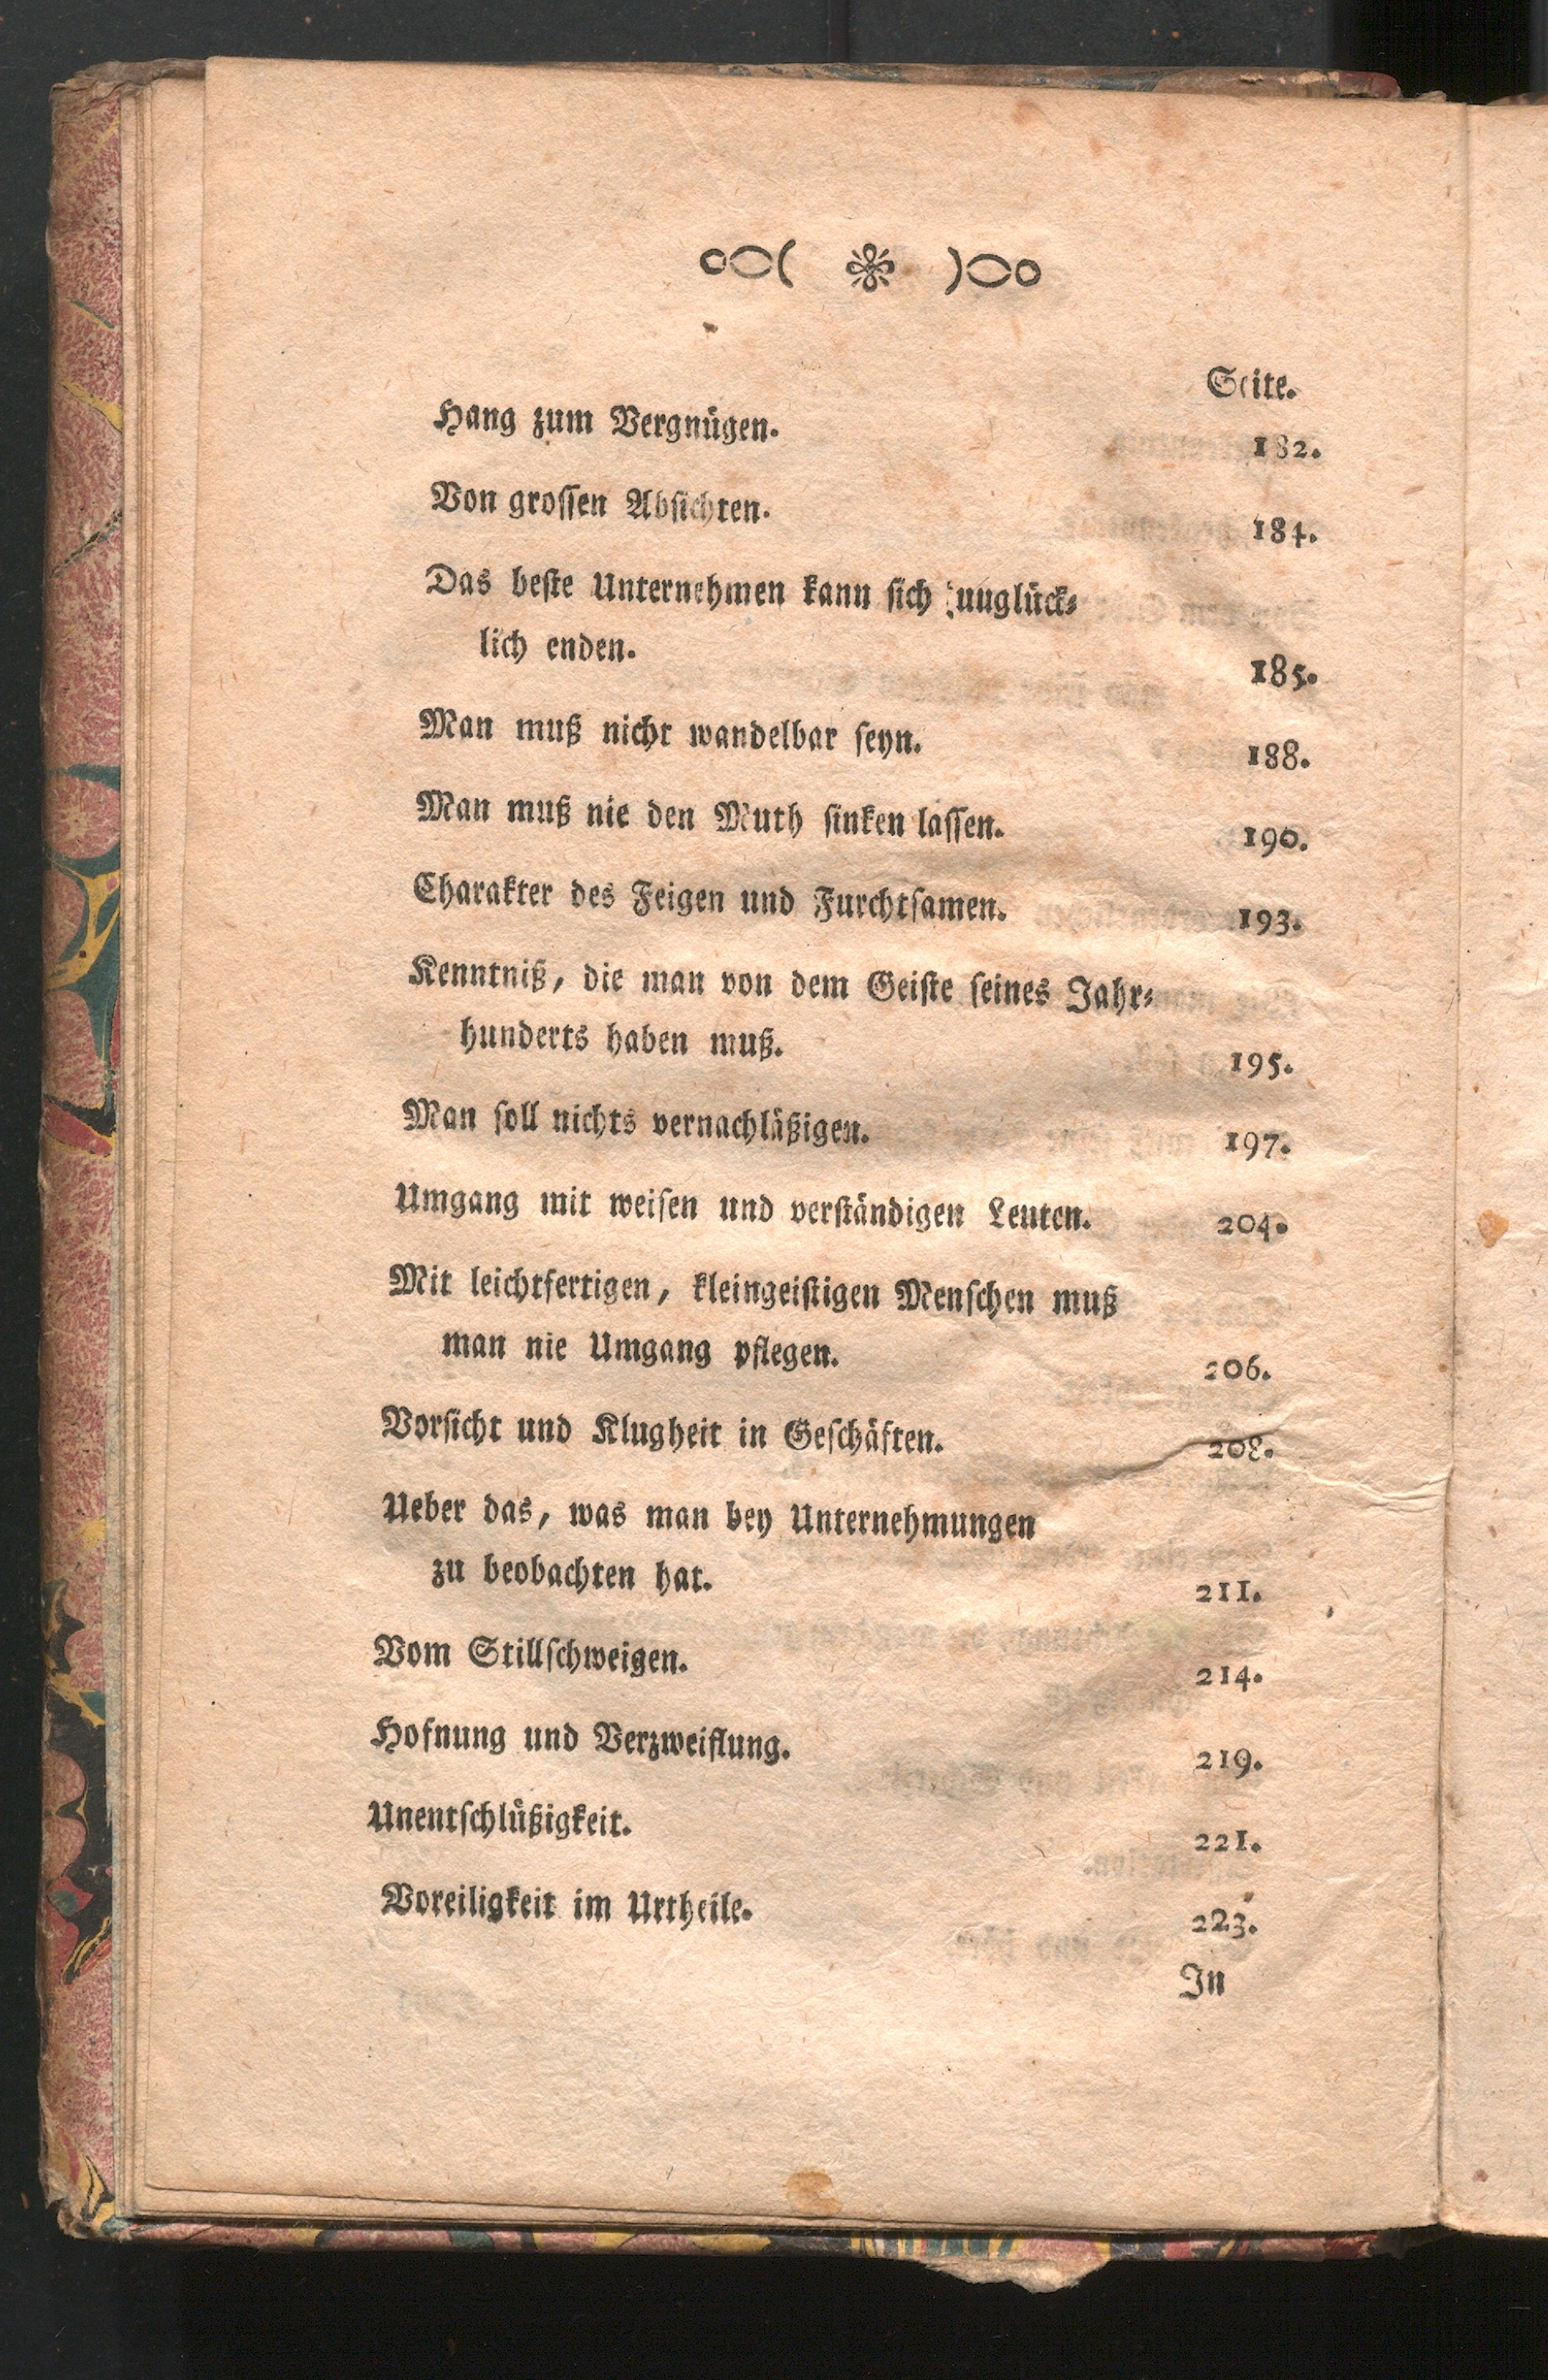 Seite.
Hang zum Vergnügen. 182.
Von grossen Absichten. 184.
Das beste Unternehmen kann sich unglück-
lich enden. 185.
Man muß nicht wandelbar seyn. 188.
Man muß nie den Muth sinken lassen. 190.
Charakter des Feigen und Furchtsamen. 193.
Kenntniß, die man von dem Geiste seines Jahr-
hunderts haben muß. 195.
Man soll nichts vernachläßigen. 197.
Umgang mit weisen und verständigen Leuten. 204.
Mit leichtfertigen, kleingeistigen Menschen muß
man nie Umgang pflegen. 206.
Vorsicht und Klugheit in Geschäften. 208.
Ueber das, was man bey Unternehmungen
zu beobachten hat. 211.
Vom Stillschweigen. 214.
Hofnung und Verzweiflung. 219.
Unentschlüßigkeit. 221.
Voreiligkeit im Urtheile. 223.
In